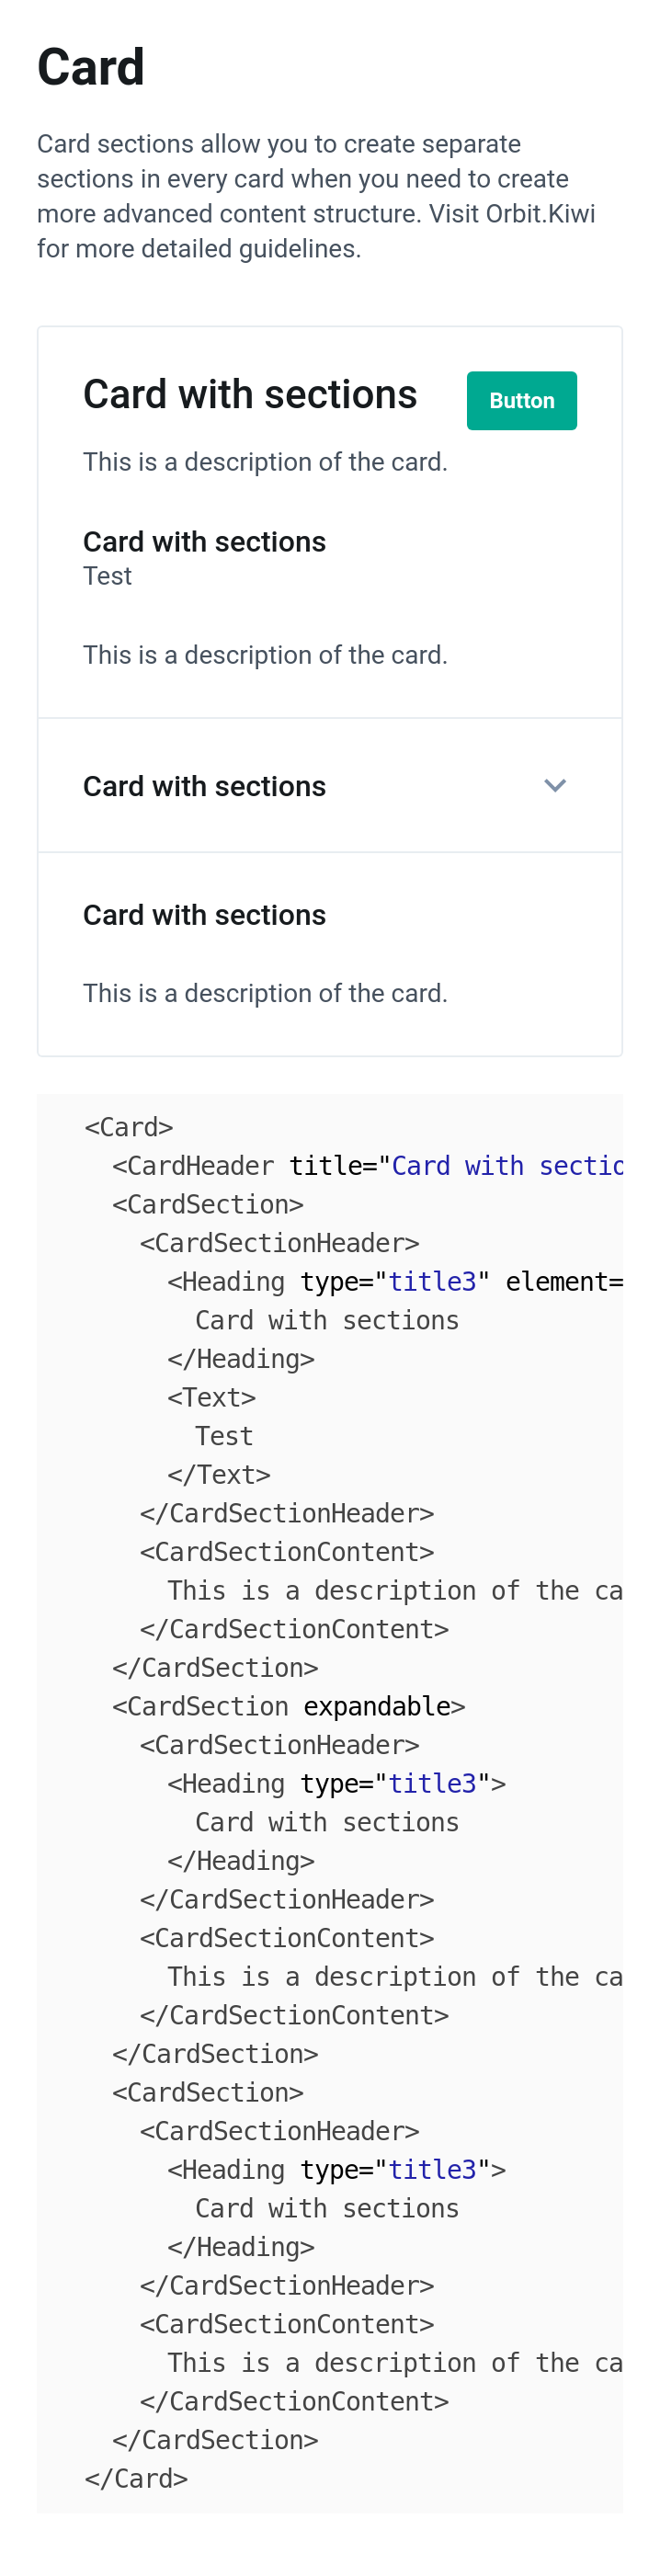 Card
Card sections allow you to create separate
sections in every card when you need to create
more advanced content structure. Visit Orbit.Kiwi
for more detailed guidelines.
Card with sections
Button
This is a description of the card.
Card with sections
Test
This is a description of the card.
Card with sections
Card with sections
This is a description of the card.
<Card>
<CardHeader title="Card with sectio
<CardSection>
<CardSectionHeader>
<Heading type="title3" element=
Card with sections
</Heading>
<Text>
Test
</Text>
</CardSectionHeader>
<CardSectionContent>
This is a description of the ca
</CardSectionContent>
</CardSection>
<CardSection expandable>
<CardSectionHeader>
<Heading type="title3">
Card with sections
</Heading>
</CardSectionHeader>
<CardSectionContent>
This is a description of the ca
</CardSectionContent>
</CardSection>
<CardSection>
<CardSectionHeader>
<Heading type="title3">
Card with sections
</Heading>
</CardSectionHeader>
<CardSectionContent>
This is a description of the ca
</CardSectionContent>
</CardSection>
</Card>